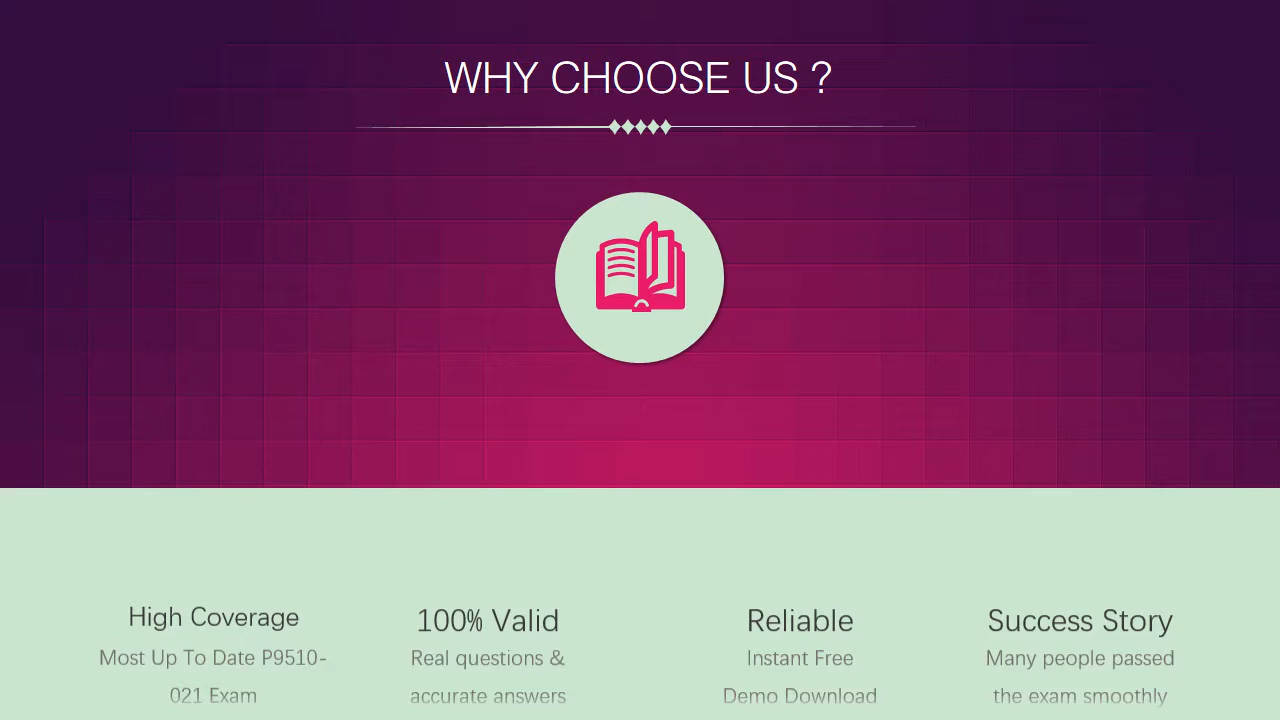 WHY CHOOSE US ?
High Coverage
Most Up To Date P9510-
021 Exam
100% Valid
Real questions &
accurate answers
Reliable
Instant Free
Demo Download
Success Story
Many people passed
the exam smoothly